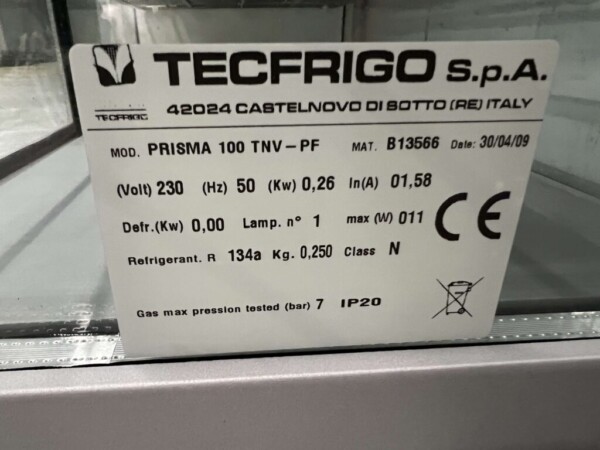 TECFRIGO S.p.A.
TECFRIGO
42024 CASTELNOVO DI SOTTO (RE) ITALY
MOD. PRISMA 100 TNV-PF MAT. B13566 Date: 30/04/09
(Volt) 230 (Hz) 50 (Kw) 0,26 In(A) 01,58
Defr.(Kw) 0,00 Lamp. n° 1 max (W) 011
CE
Refrigerant. R 134a Kg. 0,250 Class N
Gas max pression tested (bar) 7 IP20